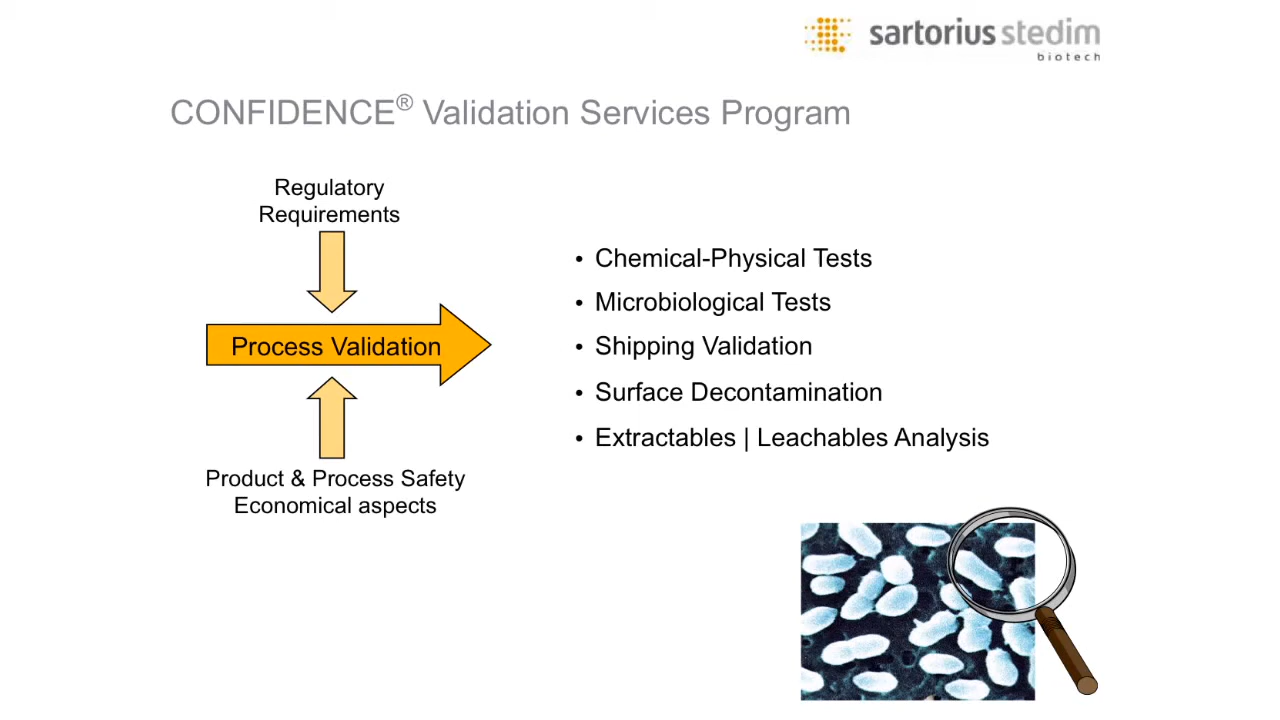 sartorius stedim
biotech
CONFIDENCE® Validation Services Program
Regulatory
Requirements
Process Validation
Product & Process Safety
Economical aspects
• Chemical-Physical Tests
• Microbiological Tests
• Shipping Validation
• Surface Decontamination
• Extractables | Leachables Analysis